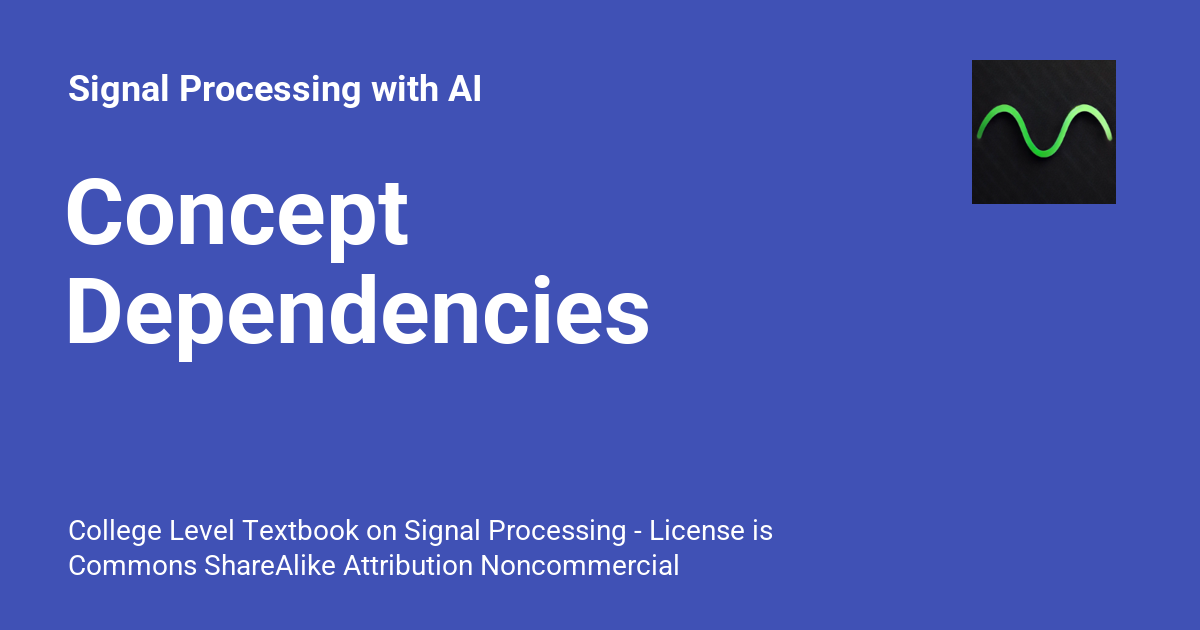 Signal Processing with AI
Concept
Dependencies
College Level Textbook on Signal Processing - License is
Commons ShareAlike Attribution Noncommercial